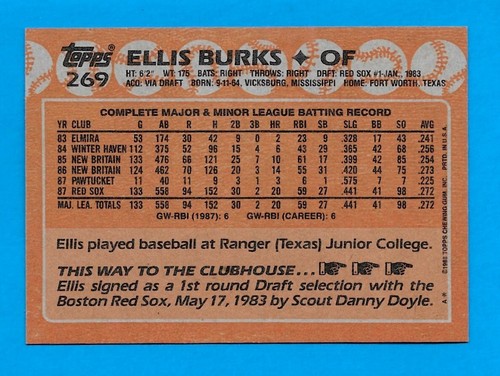 topps® ELLIS BURKS ✦ OF
269 HT: 6'2" WT: 175 BATS: RIGHT THROWS: RIGHT DRFT: RED SOX #1-JAN., 1983
ACQ: VIA DRAFT BORN: 9-11-64, VICKSBURG, MISSISSIPPI HOME: FORT WORTH, TEXAS
COMPLETE MAJOR & MINOR LEAGUE BATTING RECORD
YR CLUB G AB R H 2B 3B HR RBI SB SLG BB SO AVG
83 ELMIRA 53 174 30 42 9 0 2 23 9 .328 17 43 .241
84 WINTER HAVEN 112 375 52 96 15 4 6 43 29 .365 42 68 .256
85 NEW BRITAIN 133 476 66 121 25 7 10 61 17 .397 42 85 .254
86 NEW BRITAIN 124 462 70 126 20 3 14 55 31 .420 44 75 .273
87 PAWTUCKET 11 40 11 9 3 1 3 6 1 .575 7 7 .225
87 RED SOX 133 558 94 152 30 2 20 59 27 .441 41 98 .272
MAJ. LEA. TOTALS 133 558 94 152 30 2 20 59 27 .441 41 98 .272
GW-RBI (1987): 6 GW-RBI (CAREER): 6
Ellis played baseball at Ranger (Texas) Junior College.
THIS WAY TO THE CLUBHOUSE...
Ellis signed as a 1st round Draft selection with the
Boston Red Sox, May 17, 1983 by Scout Danny Doyle.
©1988 TOPPS CHEWING GUM, INC. PRTD. IN U.S.A.